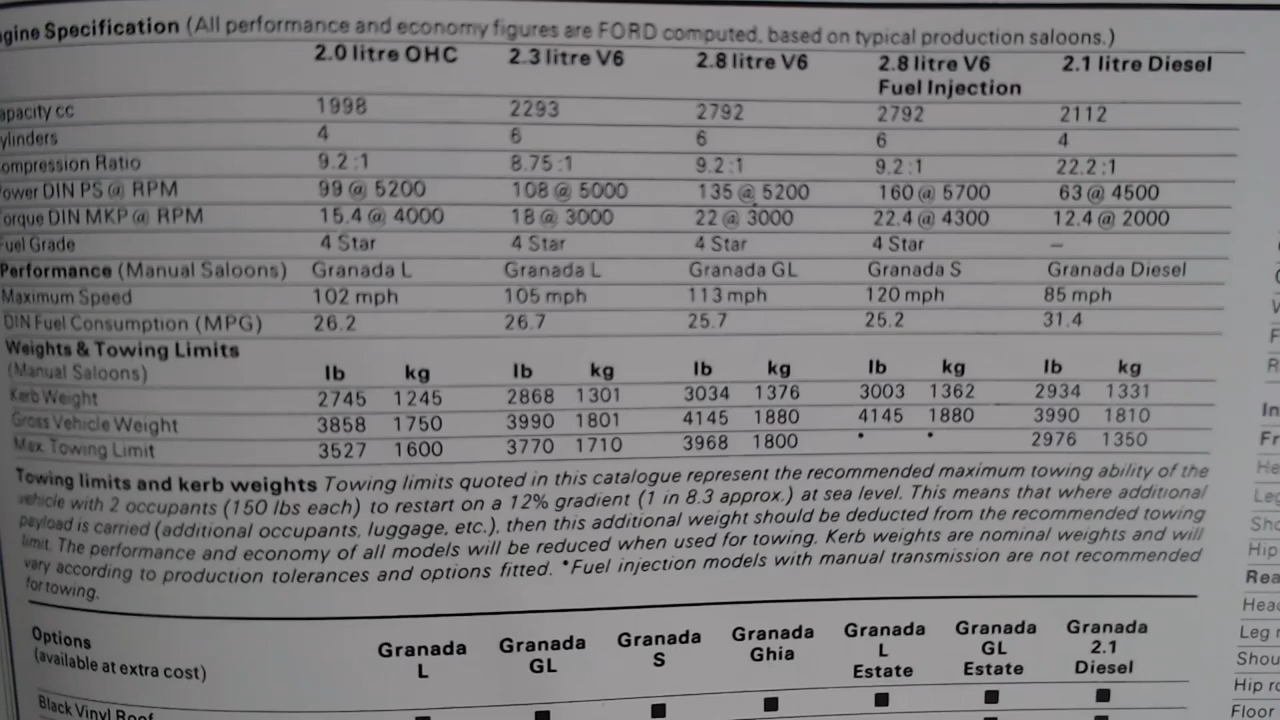 gine Specification (All performance and economy figures are FORD computed, based on typical production saloons.)
2.0 litre OHC 2.3 litre V6 2.8 litre V6 2.8 litre V6 2.1 litre Diesel
Fuel Injection
apacity cc 1998 2293 2792 2792 2112
ylinders 4 6 6 6 4
ompression Ratio 9.2:1 8.75:1 9.2:1 9.2:1 22.2:1
ower DIN PS @ RPM 99 @ 5200 108 @ 5000 135 @ 5200 160 @ 5700 63 @ 4500
orque DIN MKP @ RPM 15.4 @ 4000 18 @ 3000 22 @ 3000 22.4 @ 4300 12.4 @ 2000
uel Grade 4 Star 4 Star 4 Star 4 Star –
Performance (Manual Saloons) Granada L Granada L Granada GL Granada S Granada Diesel
Maximum Speed 102 mph 105 mph 113 mph 120 mph 85 mph
DIN Fuel Consumption (MPG) 26.2 26.7 25.7 25.2 31.4
Weights & Towing Limits
(Manual Saloons) lb kg lb kg lb kg lb kg lb kg
Kerb Weight 2745 1245 2868 1301 3034 1376 3003 1362 2934 1331
Gross Vehicle Weight 3858 1750 3990 1801 4145 1880 4145 1880 3990 1810
Max. Towing Limit 3527 1600 3770 1710 3968 1800 • • 2976 1350
Towing limits and kerb weights Towing limits quoted in this catalogue represent the recommended maximum towing ability of the
vehicle with 2 occupants (150 lbs each) to restart on a 12% gradient (1 in 8.3 approx.) at sea level. This means that where additional
payload is carried (additional occupants, luggage, etc.), then this additional weight should be deducted from the recommended towing
limit. The performance and economy of all models will be reduced when used for towing. Kerb weights are nominal weights and will
vary according to production tolerances and options fitted. •Fuel injection models with manual transmission are not recommended
for towing.
Options
(available at extra cost)
Granada L
Granada GL
Granada S
Granada Ghia
Granada L Estate
Granada GL Estate
Granada 2.1 Diesel
Black Vinyl Roof
In
Fr
He
Leg
Sho
Hip
Rea
Head
Leg r
Shou
Hip ro
Floor